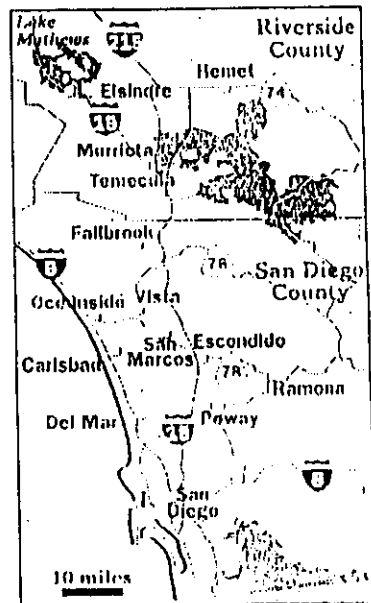 Lake
Mathews
Riverside
County
Hemet
Elsinore
74
Murrieta
Temecula
Fallbrook
76
San Diego
County
Oceanside
Vista
San
Marcos
Escondido
78
Carlsbad
Ramona
Del Mar
Poway
8
San
Diego
10 miles